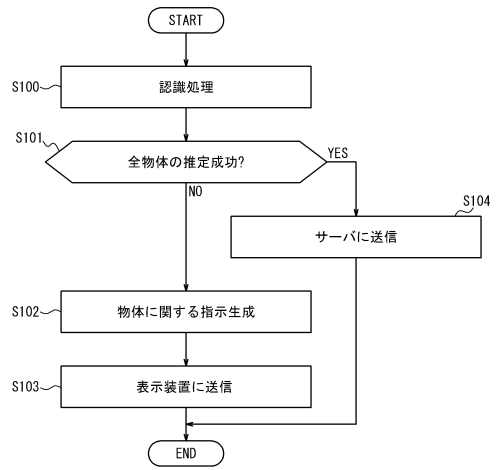 START
S100
認識処理
S101
全物体の推定成功?
YES
NO
S104
サーバに送信
S102
物体に関する指示生成
S103
表示装置に送信
END